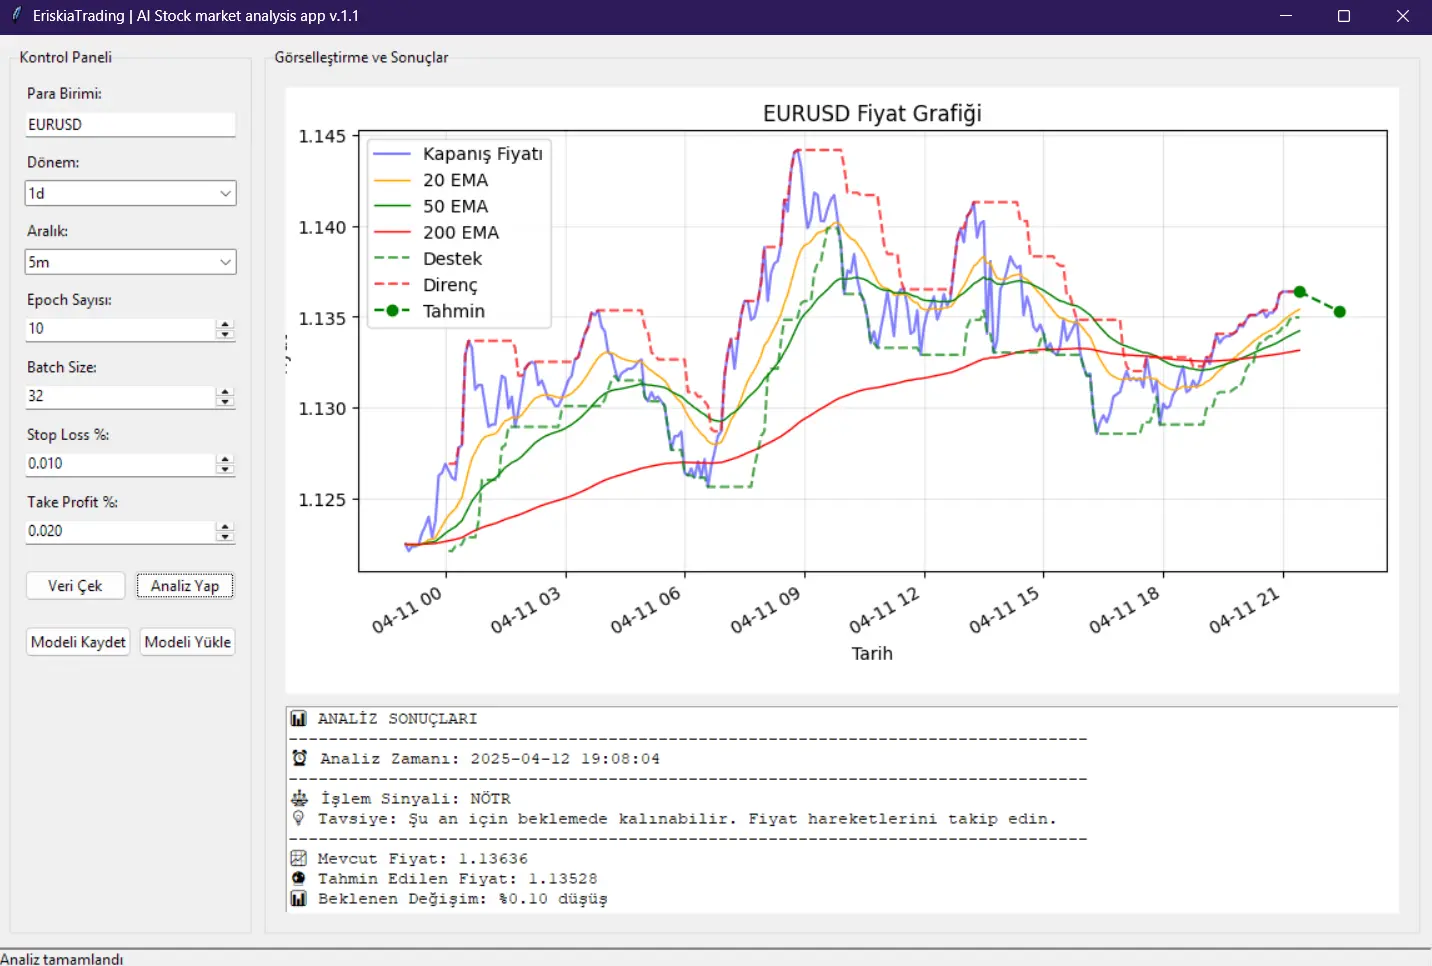 EriskiaTrading | AI Stock market analysis app v.1.1
Kontrol Paneli
Para Birimi:
EURUSD
Dönem:
1d
Aralık:
5m
Epoch Sayısı:
10
Batch Size:
32
Stop Loss %:
0.010
Take Profit %:
0.020
Veri Çek
Analiz Yap
Modeli Kaydet
Modeli Yükle
Görselleştirme ve Sonuçlar
EURUSD Fiyat Grafiği
1.145
1.140
1.135
1.130
1.125
Kapanış Fiyatı
20 EMA
50 EMA
200 EMA
Destek
Direnç
Tahmin
04-11 00
04-11 03
04-11 06
04-11 09
04-11 12
04-11 15
04-11 18
04-11 21
Tarih
ANALİZ SONUÇLARI
--------------------------------------------------------------------------------
Analiz Zamanı: 2025-04-12 19:08:04
--------------------------------------------------------------------------------
İşlem Sinyali: NÖTR
Tavsiye: Şu an için beklemede kalınabilir. Fiyat hareketlerini takip edin.
--------------------------------------------------------------------------------
Mevcut Fiyat: 1.13636
Tahmin Edilen Fiyat: 1.13528
Beklenen Değişim: %0.10 düşüş
Analiz tamamlandı